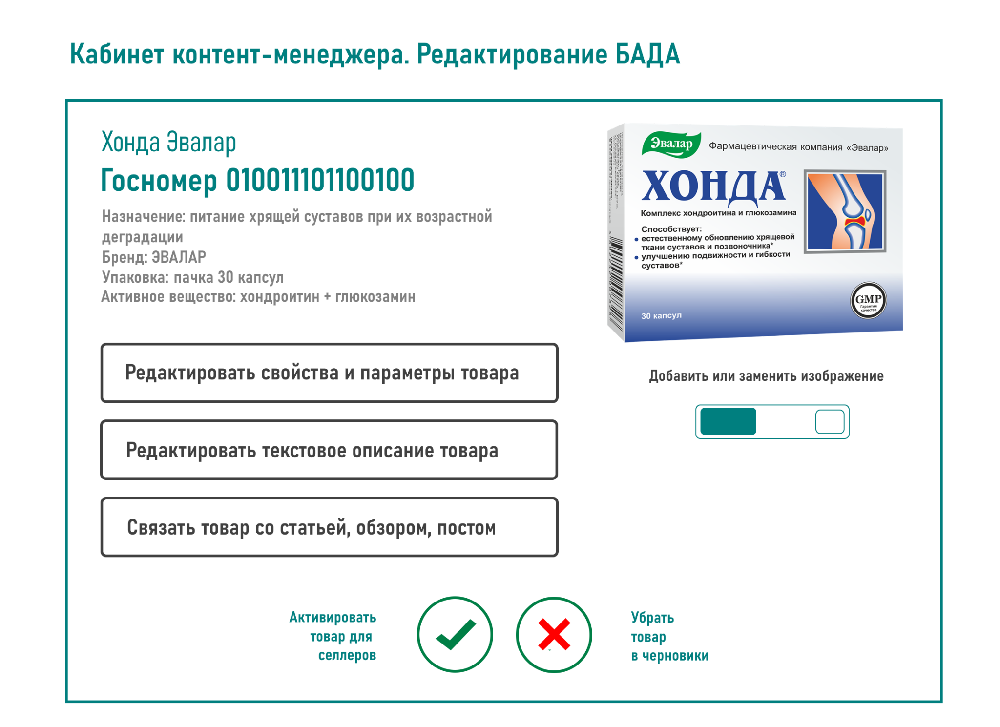 Кабинет контент-менеджера. Редактирование БАДА
Хонда Эвалар
Госномер 010011101100100
Назначение: питание хрящей суставов при их возрастной
деградации
Бренд: ЭВАЛАР
Упаковка: пачка 30 капсул
Активное вещество: хондроитин + глюкозамин
Эвалар
Фармацевтическая компания «Эвалар»
ХОНДА®
Комплекс хондроитина и глюкозамина
Способствует:
• естественному обновлению хрящевой
ткани суставов и позвоночника*
• улучшению подвижности и гибкости
суставов*
GMP
Гарантия
качества
30 капсул
Редактировать свойства и параметры товара
Добавить или заменить изображение
Редактировать текстовое описание товара
Связать товар со статьей, обзором, постом
Активировать
товар для
селлеров
Убрать
товар
в черновики